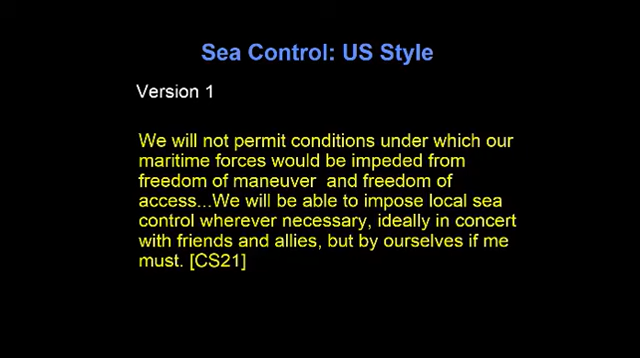 Sea Control: US Style
Version 1
We will not permit conditions under which our
maritime forces would be impeded from
freedom of maneuver and freedom of
access...We will be able to impose local sea
control wherever necessary, ideally in concert
with friends and allies, but by ourselves if me
must. [CS21]